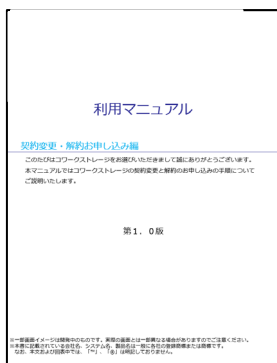 利用マニュアル
契約変更・解約お申し込み編
このたびはコワークストレージをお選びいただきまして誠にありがとうございます。
本マニュアルではコワークストレージの契約変更と解約のお申し込みの手順について
ご説明いたします。
第１．０版
※一部画面イメージは開発中のものです。実際の画面とは一部異なる場合がありますのでご注意ください。
※本書に記載されている会社名、システム名、製品名は一般に各社の登録商標または商標です。
なお、本文および図表中では、「™」、「®」は明記しておりません。